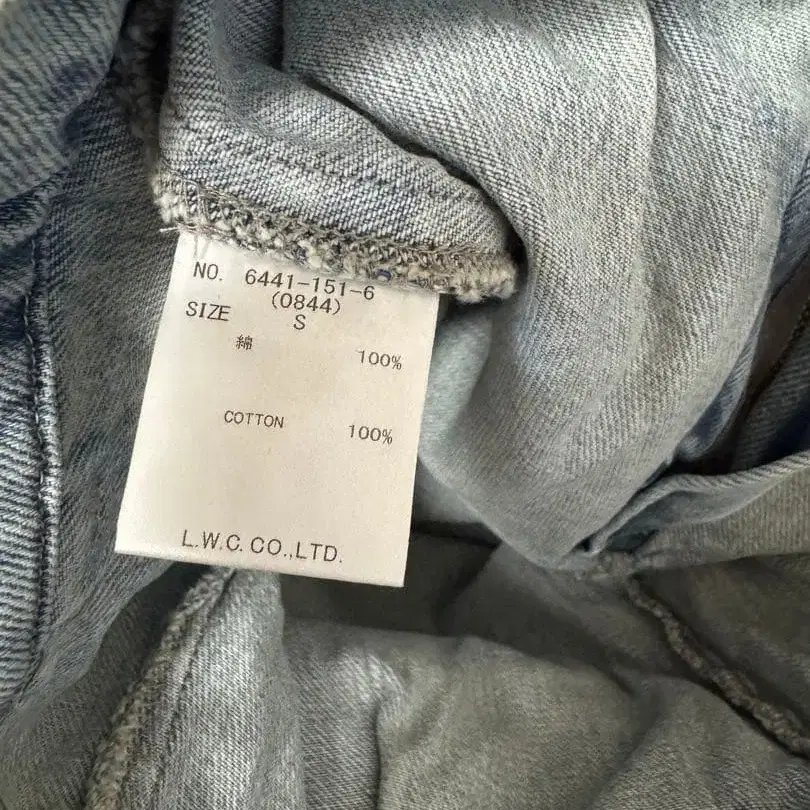 NO. 6441-151-6
(0844)
SIZE S
綿 100%
COTTON 100%
L.W.C. CO.,LTD.